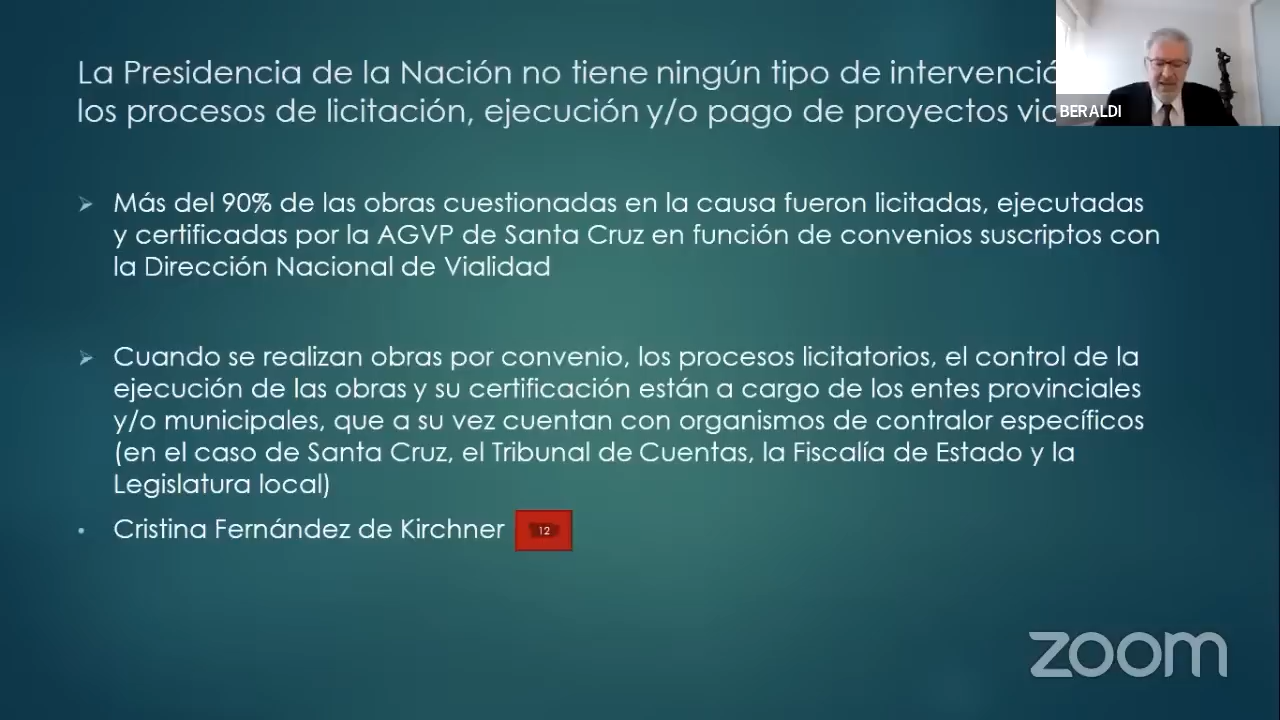 La Presidencia de la Nación no tiene ningún tipo de intervenció
los procesos de licitación, ejecución y/o pago de proyectos
BERALDI
Más del 90% de las obras cuestionadas en la causa fueron licitadas, ejecutadas
y certificadas por la AGVP de Santa Cruz en función de convenios suscriptos con
la Dirección Nacional de Vialidad
Cuando se realizan obras por convenio, los procesos licitatorios, el control de la
ejecución de las obras y su certificación están a cargo de los entes provinciales
y/o municipales, que a su vez cuentan con organismos de contralor específicos
(en el caso de Santa Cruz, el Tribunal de Cuentas, la Fiscalía de Estado y la
Legislatura local)
Cristina Fernández de Kirchner 12
zoom